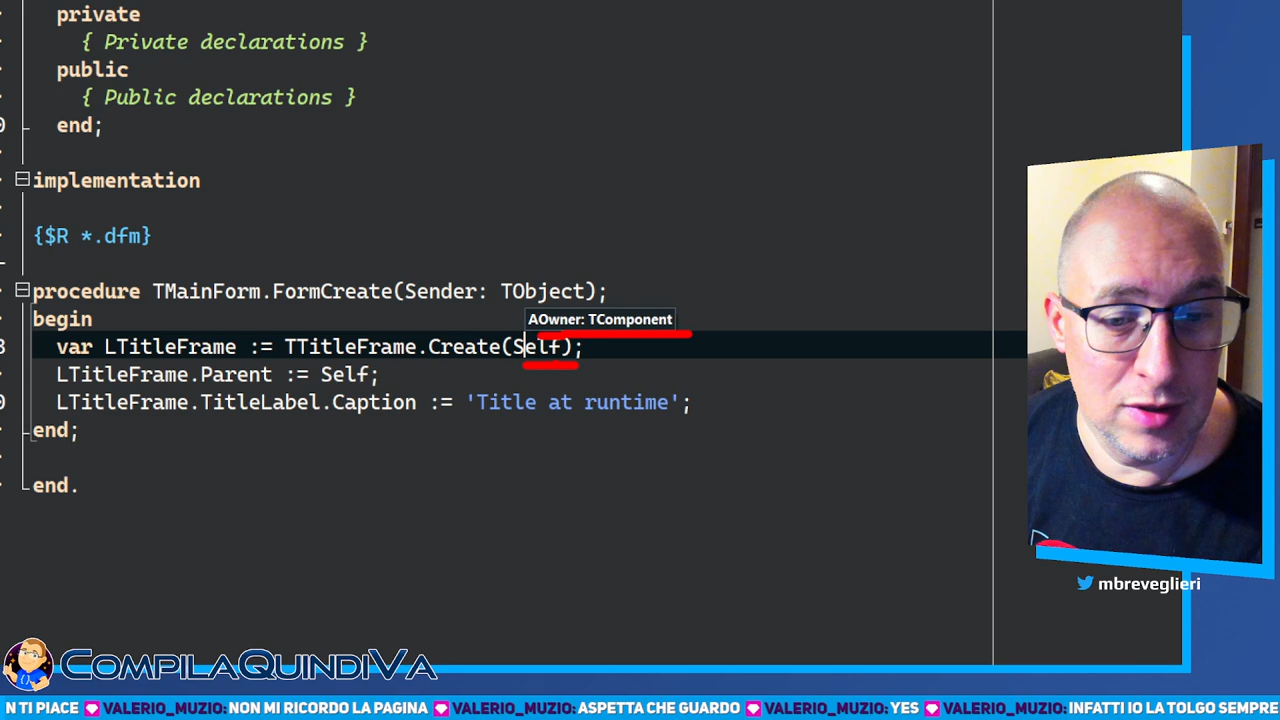 private
{ Private declarations }
public
{ Public declarations }
end;
implementation
{$R *.dfm}
procedure TMainForm.FormCreate(Sender: TObject);
begin
AOwner: TComponent
var LTitleFrame := TTitleFrame.Create(Self);
LTitleFrame.Parent := Self;
LTitleFrame.TitleLabel.Caption := 'Title at runtime';
end;
end.
mbreveglieri
COMPILAQUINDIVA
N TI PIACE VALERIO_MUZIO: NON MI RICORDO LA PAGINA VALERIO_MUZIO: ASPETTA CHE GUARDO VALERIO_MUZIO: YES VALERIO_MUZIO: INFATTI IO LA TOLGO SEMPRE